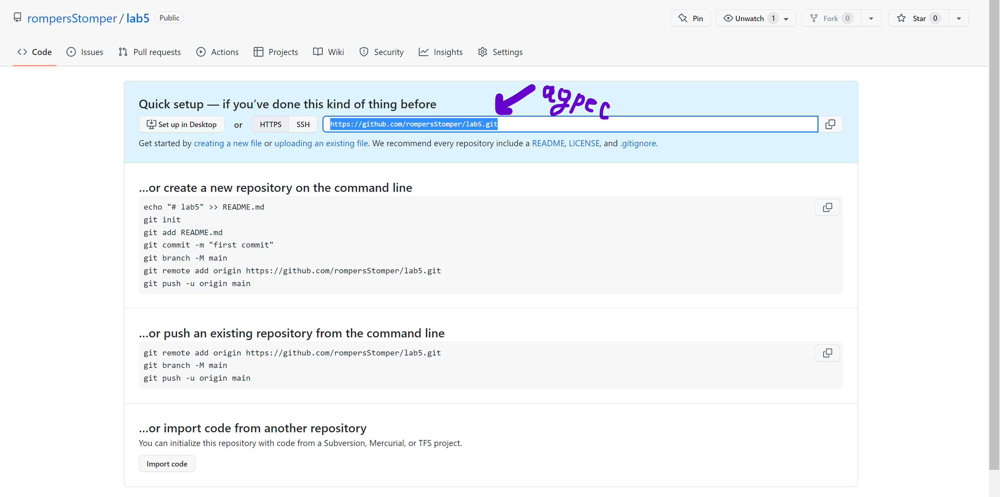 rompersStomper / lab5 Public
Pin Unwatch 1 Fork 0 Star 0
Code Issues Pull requests Actions Projects Wiki Security Insights Settings
адрес
Quick setup — if you’ve done this kind of thing before
Set up in Desktop or HTTPS SSH https://github.com/rompersStomper/lab5.git
Get started by creating a new file or uploading an existing file. We recommend every repository include a README, LICENSE, and .gitignore.
…or create a new repository on the command line
echo "# lab5" >> README.md
git init
git add README.md
git commit -m "first commit"
git branch -M main
git remote add origin https://github.com/rompersStomper/lab5.git
git push -u origin main
…or push an existing repository from the command line
git remote add origin https://github.com/rompersStomper/lab5.git
git branch -M main
git push -u origin main
…or import code from another repository
You can initialize this repository with code from a Subversion, Mercurial, or TFS project.
Import code